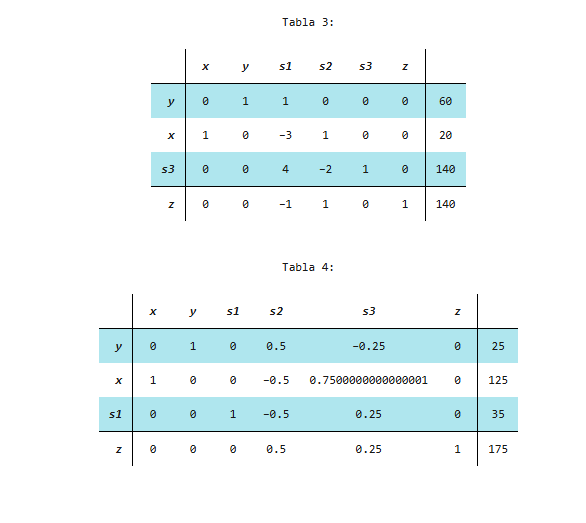 Tabla 3:
x y s1 s2 s3 z
y 0 1 1 0 0 0 60
x 1 0 −3 1 0 0 20
s3 0 0 4 −2 1 0 140
z 0 0 −1 1 0 1 140
Tabla 4:
x y s1 s2 s3 z
y 0 1 0 0.5 −0.25 0 25
x 1 0 0 −0.5 0.7500000000000001 0 125
s1 0 0 1 −0.5 0.25 0 35
z 0 0 0 0.5 0.25 1 175